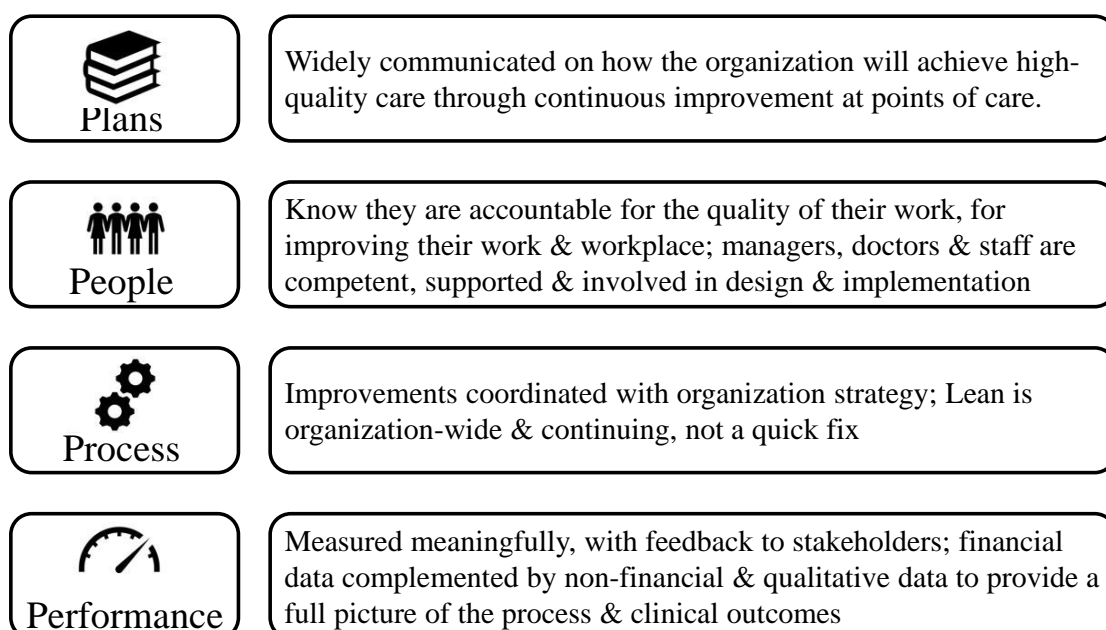 Plans
Widely communicated on how the organization will achieve high-
quality care through continuous improvement at points of care.
People
Know they are accountable for the quality of their work, for
improving their work & workplace; managers, doctors & staff are
competent, supported & involved in design & implementation
Process
Improvements coordinated with organization strategy; Lean is
organization-wide & continuing, not a quick fix
Performance
Measured meaningfully, with feedback to stakeholders; financial
data complemented by non-financial & qualitative data to provide a
full picture of the process & clinical outcomes